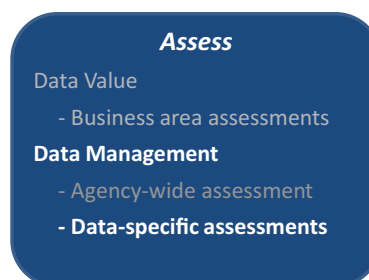 Assess
Data Value
- Business area assessments
Data Management
- Agency-wide assessment
- Data-specific assessments